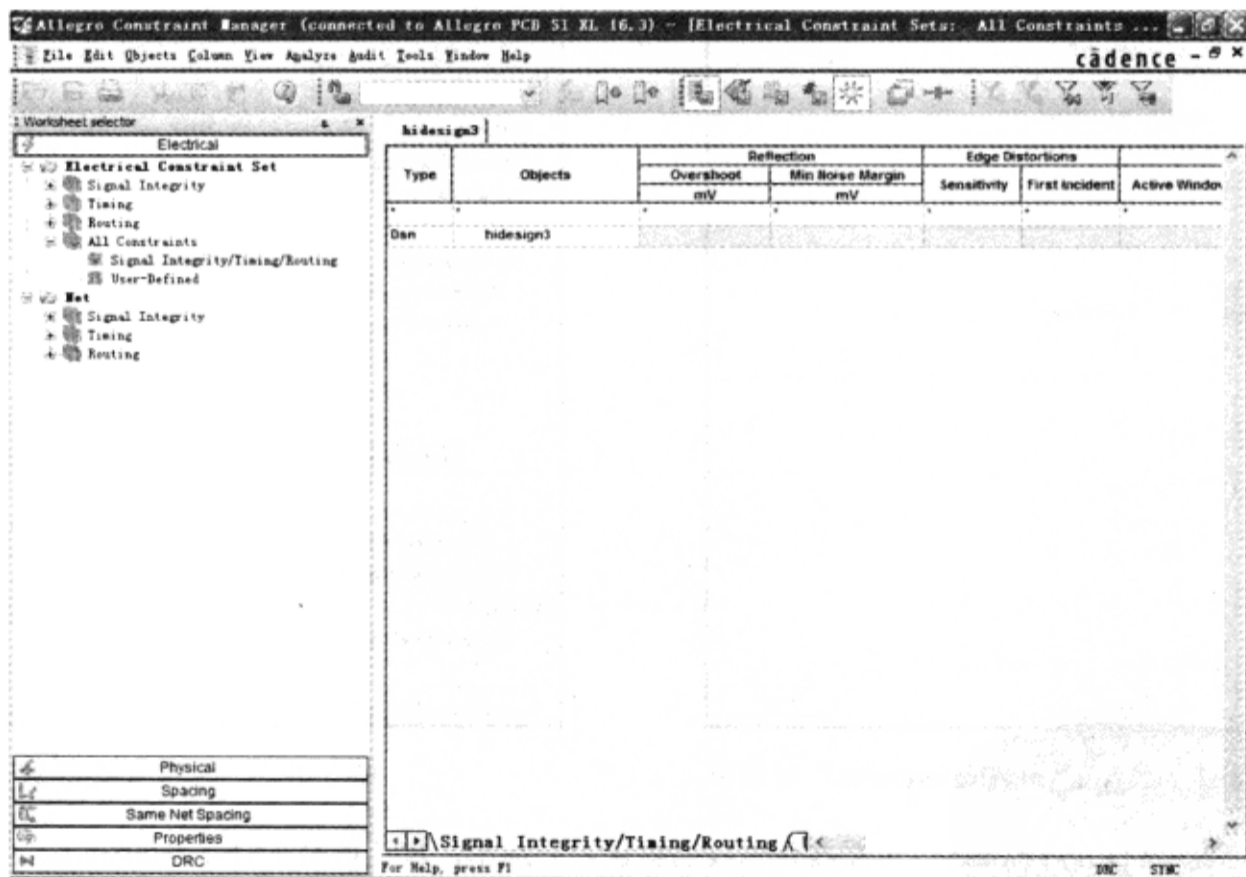 Allegro Constraint Manager (connected to Allegro PCB SI XL 16.3) - [Electrical Constraint Sets: All Constraints ...
File Edit Objects Column View Analyze Audit Tools Window Help
cādence
Worksheet selector
Electrical
Electrical Constraint Set
Signal Integrity
Timing
Routing
All Constraints
Signal Integrity/Timing/Routing
User-Defined
Net
Signal Integrity
Timing
Routing
Physical
Spacing
Same Net Spacing
Properties
DRC
hidesign3
Reflection Edge Distortions
Type Objects Overshoot Min Noise Margin Sensitivity First Incident Active Window
mV mV
* * * * * * *
Dsn hidesign3
Signal Integrity/Timing/Routing
For Help, press F1
DRC SYNC